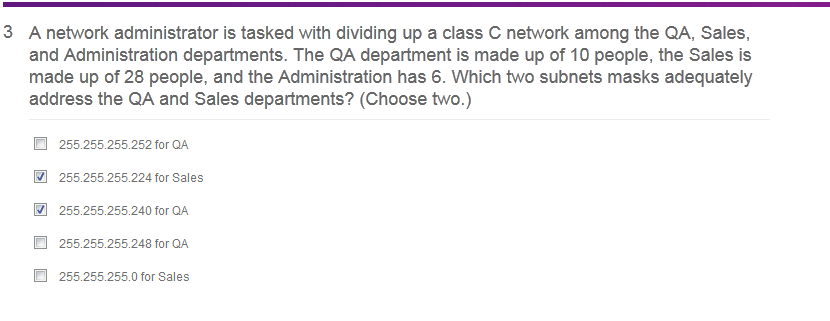 3 A network administrator is tasked with dividing up a class C network among the QA, Sales,
and Administration departments. The QA department is made up of 10 people, the Sales is
made up of 28 people, and the Administration has 6. Which two subnets masks adequately
address the QA and Sales departments? (Choose two.)
255.255.255.252 for QA
255.255.255.224 for Sales
255.255.255.240 for QA
255.255.255.248 for QA
255.255.255.0 for Sales